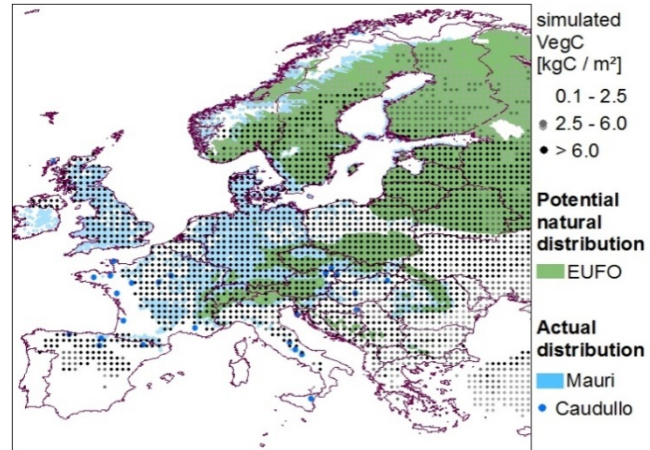 simulated
VegC
[kgC / m²]
0.1 - 2.5
2.5 - 6.0
> 6.0
Potential
natural
distribution
EUFO
Actual
distribution
Mauri
Caudullo